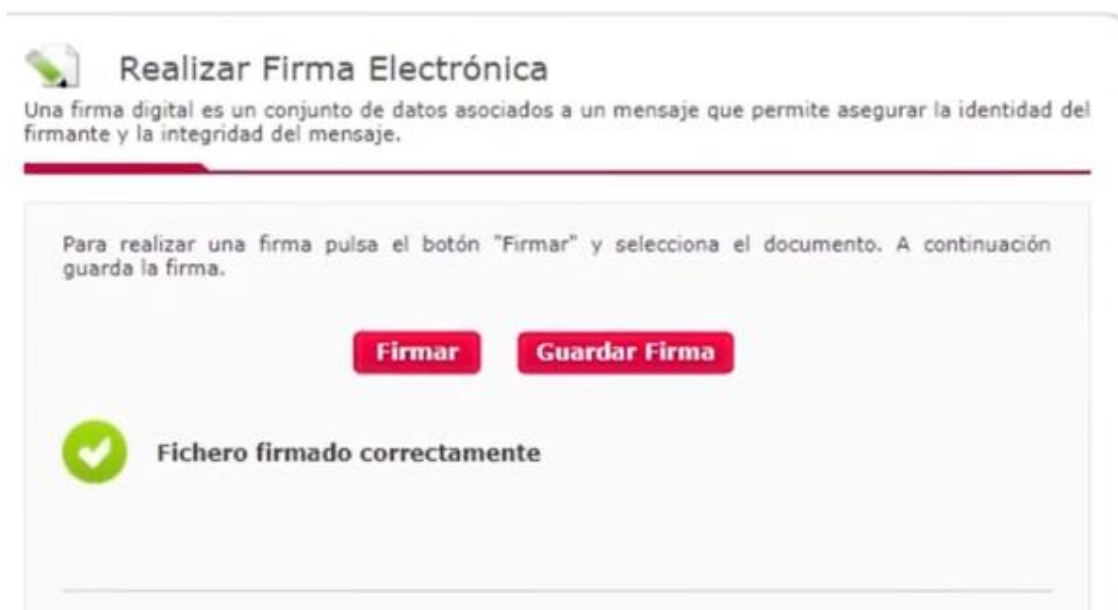 Realizar Firma Electrónica
Una firma digital es un conjunto de datos asociados a un mensaje que permite asegurar la identidad del
firmante y la integridad del mensaje.
Para realizar una firma pulsa el botón "Firmar" y selecciona el documento. A continuación
guarda la firma.
Firmar Guardar Firma
Fichero firmado correctamente